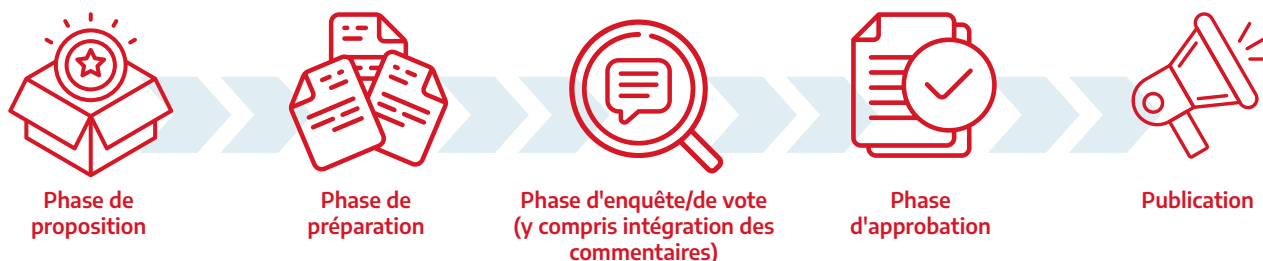 Phase de
proposition
Phase de
préparation
Phase d'enquête/de vote
(y compris intégration des
commentaires)
Phase
d'approbation
Publication